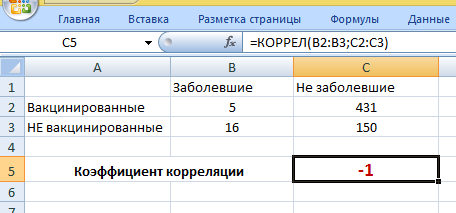 Главная Вставка Разметка страницы Формулы Данные
C5 fx =КОРРЕЛ(B2:B3;C2:C3)
A B C
1 Заболевшие Не заболевшие
2 Вакцинированные 5 431
3 НЕ вакцинированные 16 150
4
5 Коэффициент корреляции -1
6
7